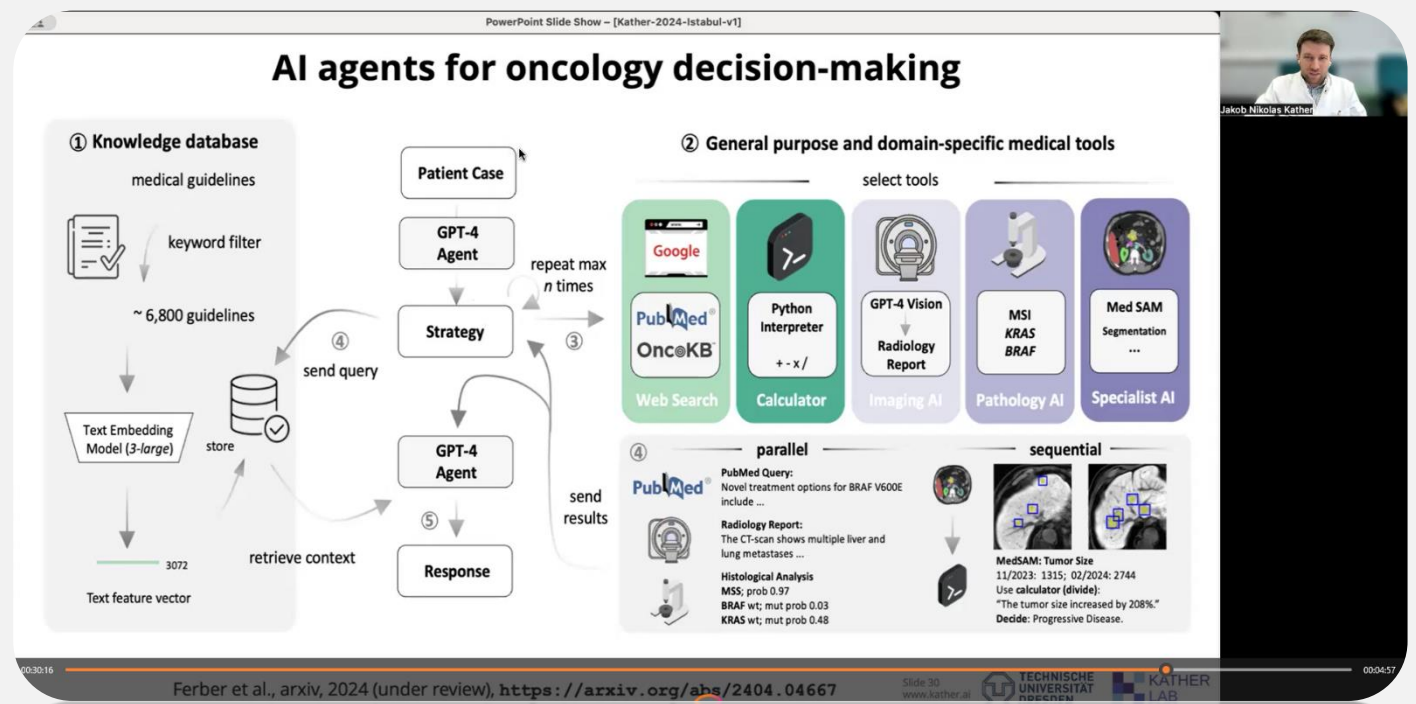 PowerPoint Slide Show – [Kather-2024-Istabul-v1]
AI agents for oncology decision-making
Jakob Nikolas Kather
① Knowledge database
medical guidelines
keyword filter
~ 6,800 guidelines
Text Embedding
Model (3-large)
store
3072
Text feature vector
④
send query
retrieve context
Patient Case
GPT-4
Agent
repeat max
n times
Strategy
③
GPT-4
Agent
⑤
send
results
Response
② General purpose and domain-specific medical tools
select tools
Google
PubMed
OncoKB
Web Search
Python
Interpreter
+ - x /
Calculator
GPT-4 Vision
Radiology
Report
Imaging AI
MSI
KRAS
BRAF
Pathology AI
Med SAM
Segmentation
...
Specialist AI
④
parallel
PubMed
PubMed Query:
Novel treatment options for BRAF V600E
include ...
Radiology Report:
The CT-scan shows multiple liver and
lung metastases ...
Histological Analysis
MSS; prob 0.97
BRAF wt; mut prob 0.03
KRAS wt; mut prob 0.48
sequential
MedSAM: Tumor Size
11/2023: 1315; 02/2024: 2744
Use calculator (divide):
“The tumor size increased by 208%.”
Decide: Progressive Disease.
00:30:16
00:04:57
Ferber et al., arxiv, 2024 (under review), https://arxiv.org/abs/2404.04667
Slide 30
www.kather.ai
TECHNISCHE
UNIVERSITÄT
DRESDEN
KATHER
LAB